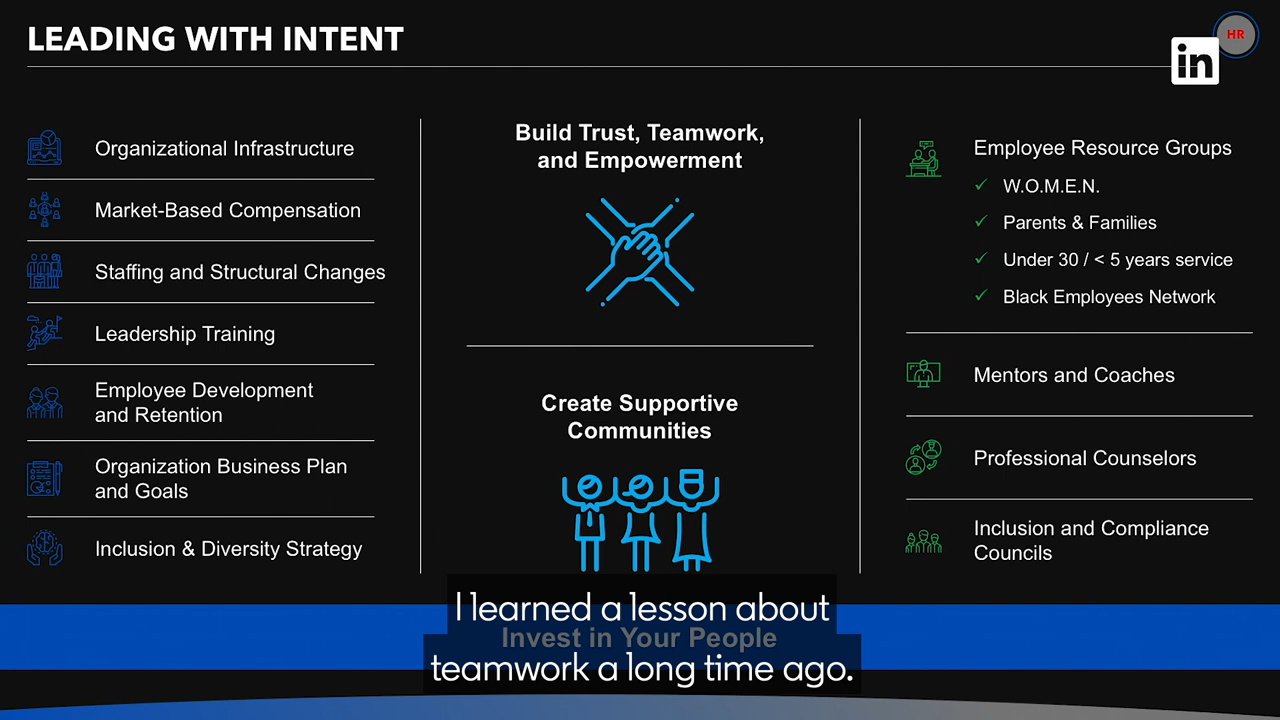 LEADING WITH INTENT
HR
in
Organizational Infrastructure
Market-Based Compensation
Staffing and Structural Changes
Leadership Training
Employee Development
and Retention
Organization Business Plan
and Goals
Inclusion & Diversity Strategy
Build Trust, Teamwork,
and Empowerment
Create Supportive
Communities
Employee Resource Groups
✓ W.O.M.E.N.
✓ Parents & Families
✓ Under 30 / < 5 years service
✓ Black Employees Network
Mentors and Coaches
Professional Counselors
Inclusion and Compliance
Councils
Invest in Your People
I learned a lesson about
teamwork a long time ago.